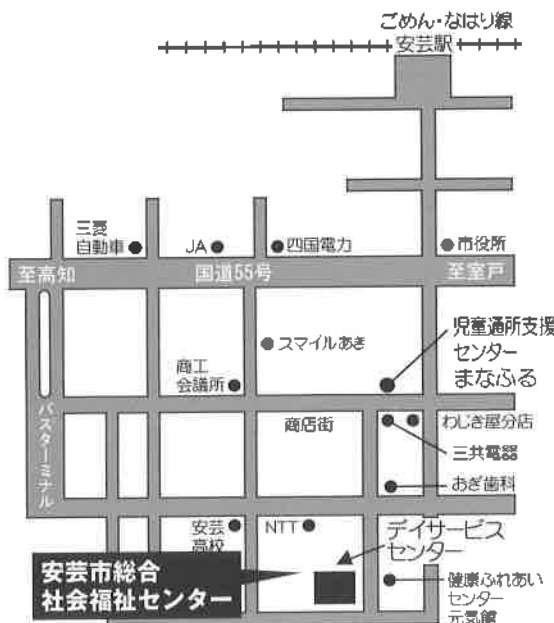 ごめん・なはり線
安芸駅
三菱
自動車
JA
四国電力
市役所
至高知
国道55号
至室戸
スマイルあき
児童通所支援
センター
まなふる
商工
会議所
バスターミナル
商店街
わじき屋分店
三共電器
おぎ歯科
安芸
高校
NTT
デイサービス
センター
安芸市総合
社会福祉センター
健康ふれあい
センター
元気館